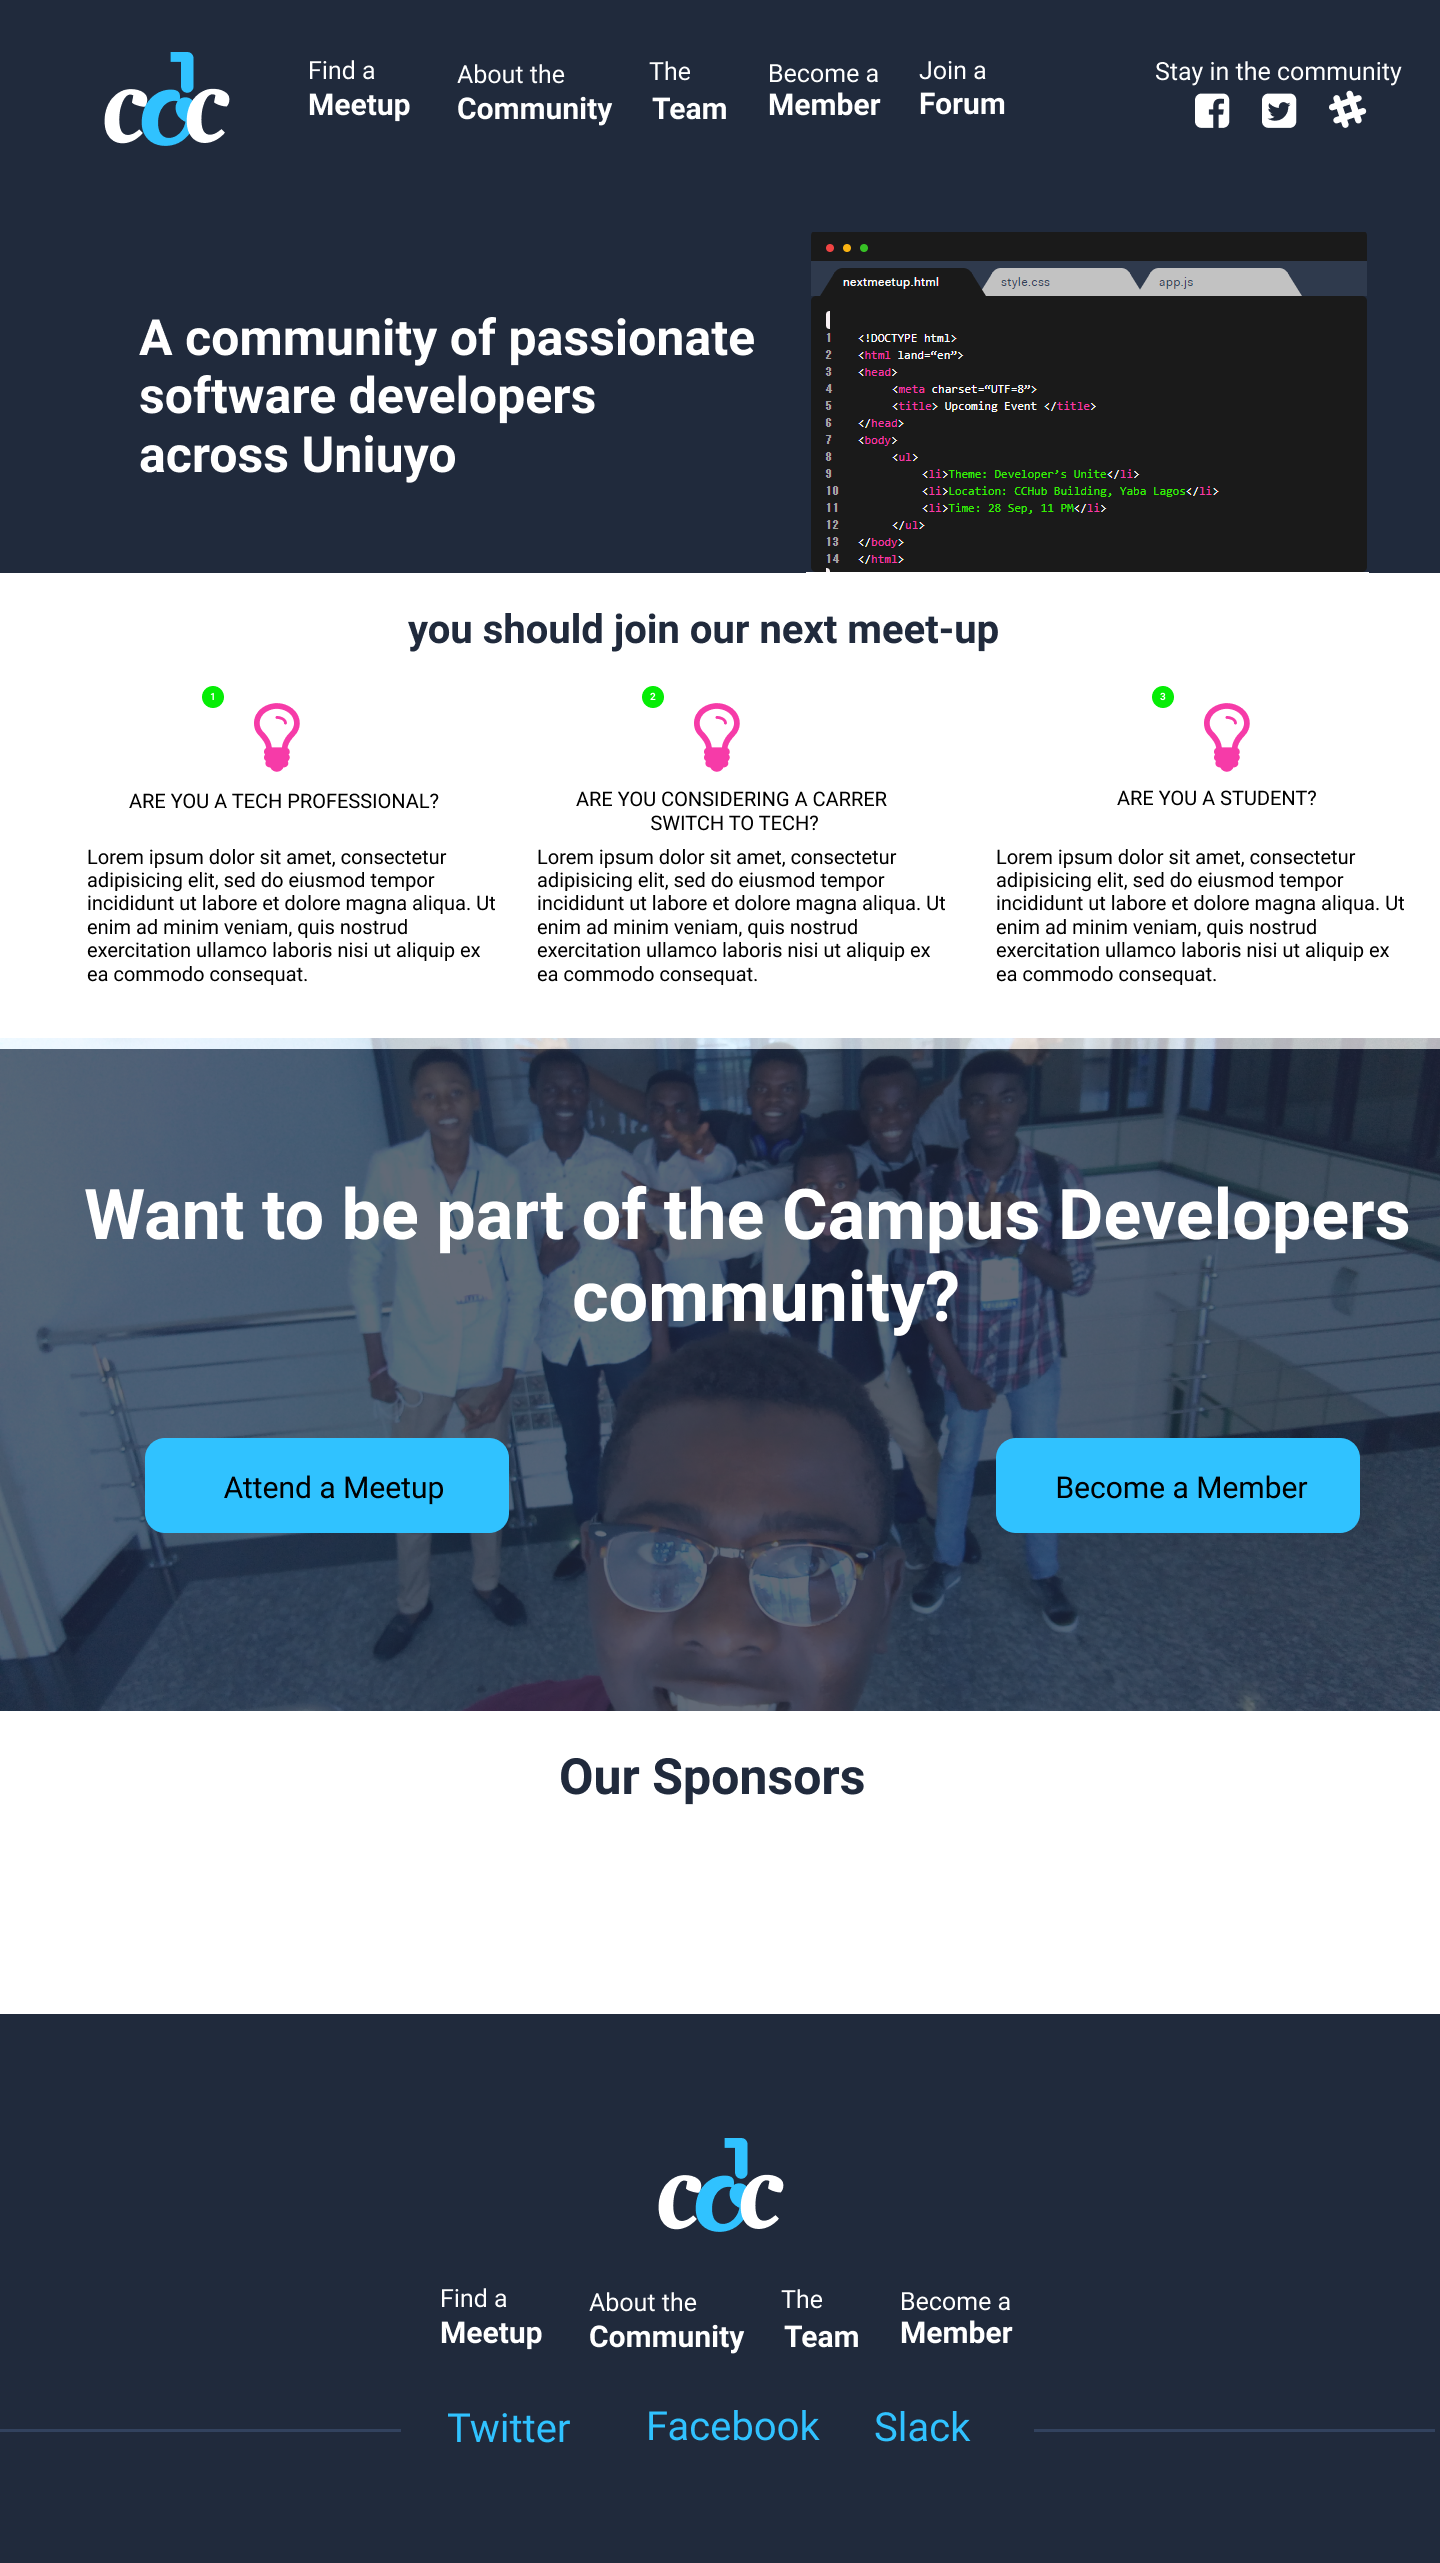 cdc
Find a
Meetup
About the
Community
The
Team
Become a
Member
Join a
Forum
Stay in the community
A community of passionate
software developers
across Uniuyo
nextmeetup.html
style.css
app.js
1 <!DOCTYPE html>
2 <html land=“en”>
3 <head>
4 <meta charset=“UTF=8”>
5 <title> Upcoming Event </title>
6 </head>
7 <body>
8 <ul>
9 <li>Theme: Developer’s Unite</li>
10 <li>Location: CCHub Building, Yaba Lagos</li>
11 <li>Time: 28 Sep, 11 PM</li>
12 </ul>
13 </body>
14 </html>
you should join our next meet-up
1
ARE YOU A TECH PROFESSIONAL?
Lorem ipsum dolor sit amet, consectetur
adipisicing elit, sed do eiusmod tempor
incididunt ut labore et dolore magna aliqua. Ut
enim ad minim veniam, quis nostrud
exercitation ullamco laboris nisi ut aliquip ex
ea commodo consequat.
2
ARE YOU CONSIDERING A CARRER
SWITCH TO TECH?
Lorem ipsum dolor sit amet, consectetur
adipisicing elit, sed do eiusmod tempor
incididunt ut labore et dolore magna aliqua. Ut
enim ad minim veniam, quis nostrud
exercitation ullamco laboris nisi ut aliquip ex
ea commodo consequat.
3
ARE YOU A STUDENT?
Lorem ipsum dolor sit amet, consectetur
adipisicing elit, sed do eiusmod tempor
incididunt ut labore et dolore magna aliqua. Ut
enim ad minim veniam, quis nostrud
exercitation ullamco laboris nisi ut aliquip ex
ea commodo consequat.
Want to be part of the Campus Developers
community?
Attend a Meetup
Become a Member
Our Sponsors
cdc
Find a
Meetup
About the
Community
The
Team
Become a
Member
Twitter
Facebook
Slack